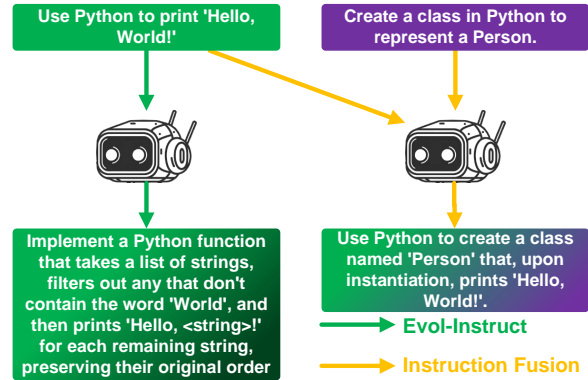 Use Python to print 'Hello,
World!'
Create a class in Python to
represent a Person.
Implement a Python function
that takes a list of strings,
filters out any that don't
contain the word 'World', and
then prints 'Hello, <string>!'
for each remaining string,
preserving their original order
Use Python to create a class
named 'Person' that, upon
instantiation, prints 'Hello,
World!'.
Evol-Instruct
Instruction Fusion